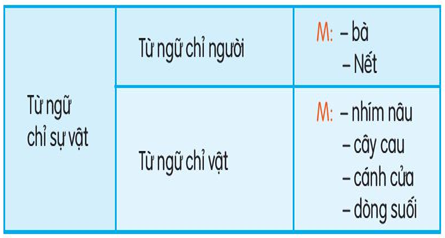 Từ ngữ
chỉ sự vật
Từ ngữ chỉ người
M: – bà
– Nết
Từ ngữ chỉ vật
M: – nhím nâu
– cây cau
– cánh cửa
– dòng suối